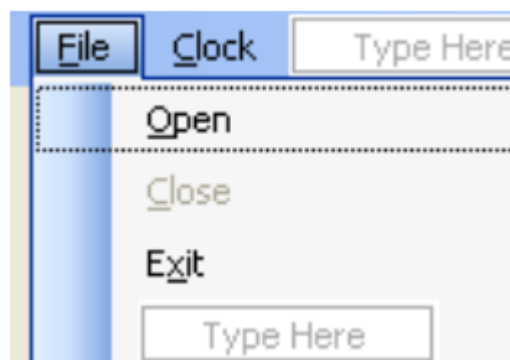 File Clock Type Here
Open
Close
Exit
Type Here